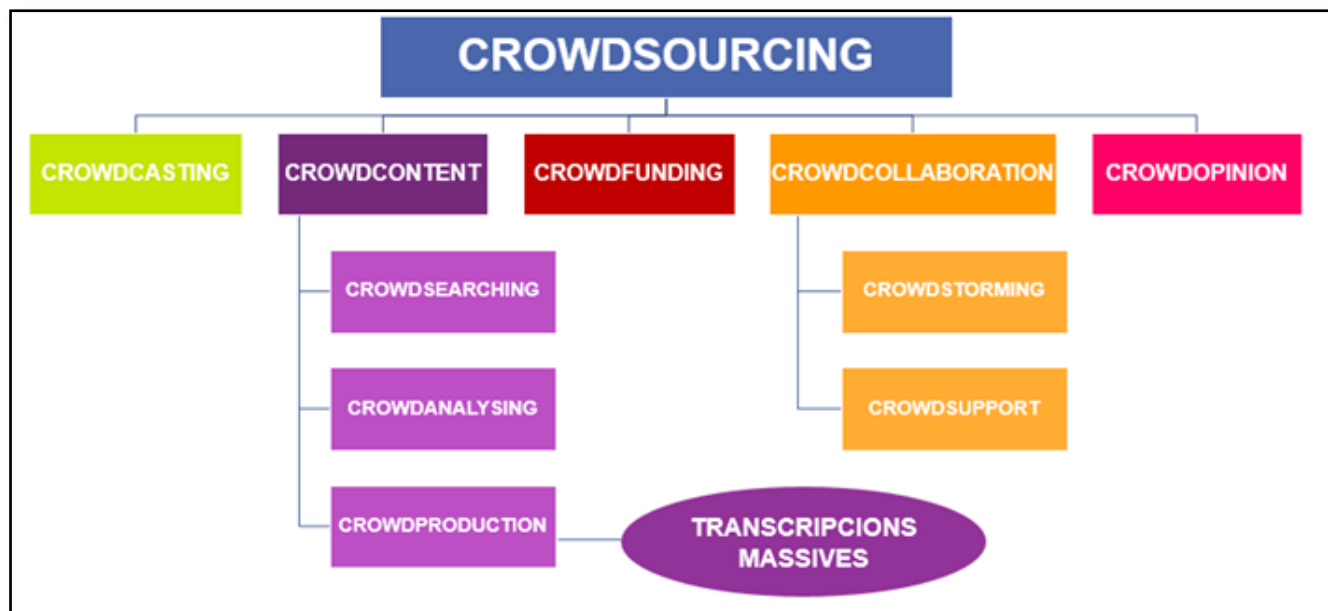 CROWDSOURCING
CROWDCASTING
CROWDCONTENT
CROWDFUNDING
CROWDCOLLABORATION
CROWDOPINION
CROWDSEARCHING
CROWDSTORMING
CROWDANALYSING
CROWDSUPPORT
CROWDPRODUCTION
TRANSCRIPCIONS
MASSIVES